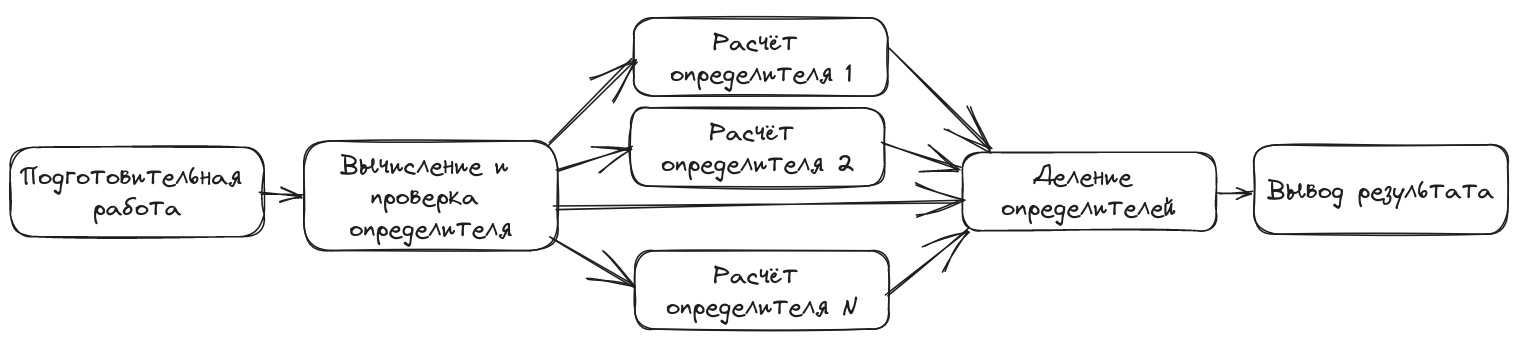 Подготовительная
работа
Вычисление и
проверка
определителя
Расчёт
определителя 1
Расчёт
определителя 2
Расчёт
определителя N
Деление
определителей
Вывод результата